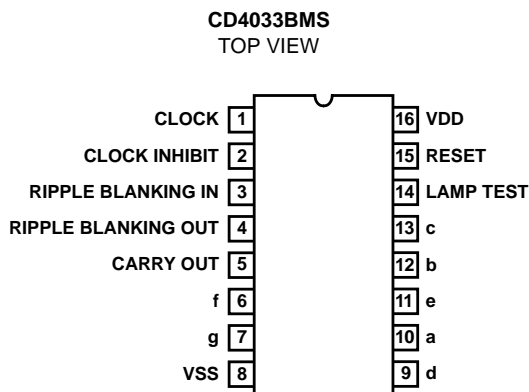 CD4033BMS
TOP VIEW
CLOCK 1 16 VDD
CLOCK INHIBIT 2 15 RESET
RIPPLE BLANKING IN 3 14 LAMP TEST
RIPPLE BLANKING OUT 4 13 c
CARRY OUT 5 12 b
f 6 11 e
g 7 10 a
VSS 8 9 d